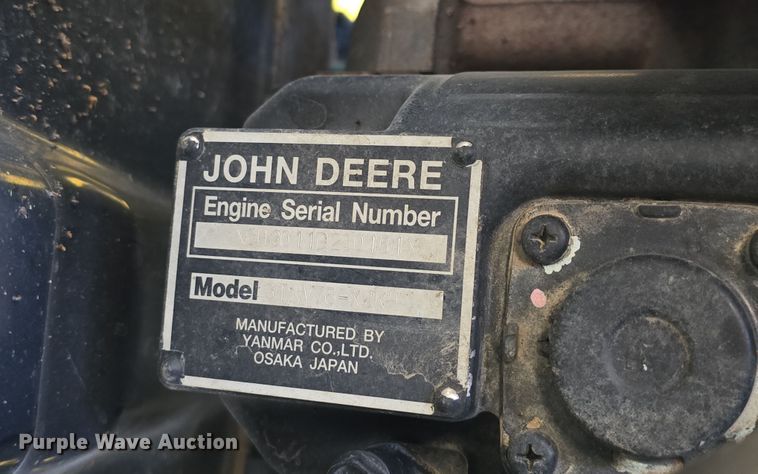 JOHN DEERE
Engine Serial Number
Model
MANUFACTURED BY
YANMAR CO.,LTD.
OSAKA JAPAN
Purple Wave Auction